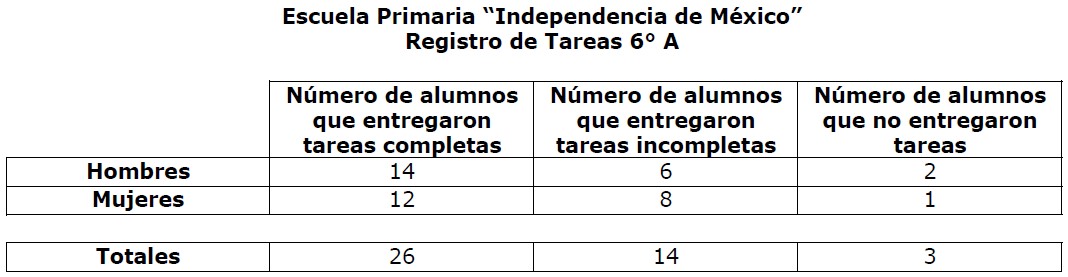 Escuela Primaria “Independencia de México”
Registro de Tareas 6° A
Número de alumnos que entregaron tareas completas
Número de alumnos que entregaron tareas incompletas
Número de alumnos que no entregaron tareas
Hombres 14 6 2
Mujeres 12 8 1
Totales 26 14 3